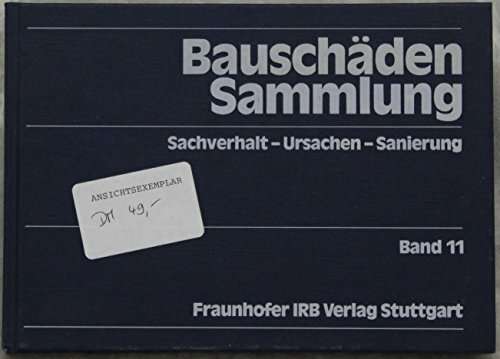 Bauschäden
Sammlung
Sachverhalt – Ursachen – Sanierung
ANSICHTSEXEMPLAR
DM 49,-
Band 11
Fraunhofer IRB Verlag Stuttgart